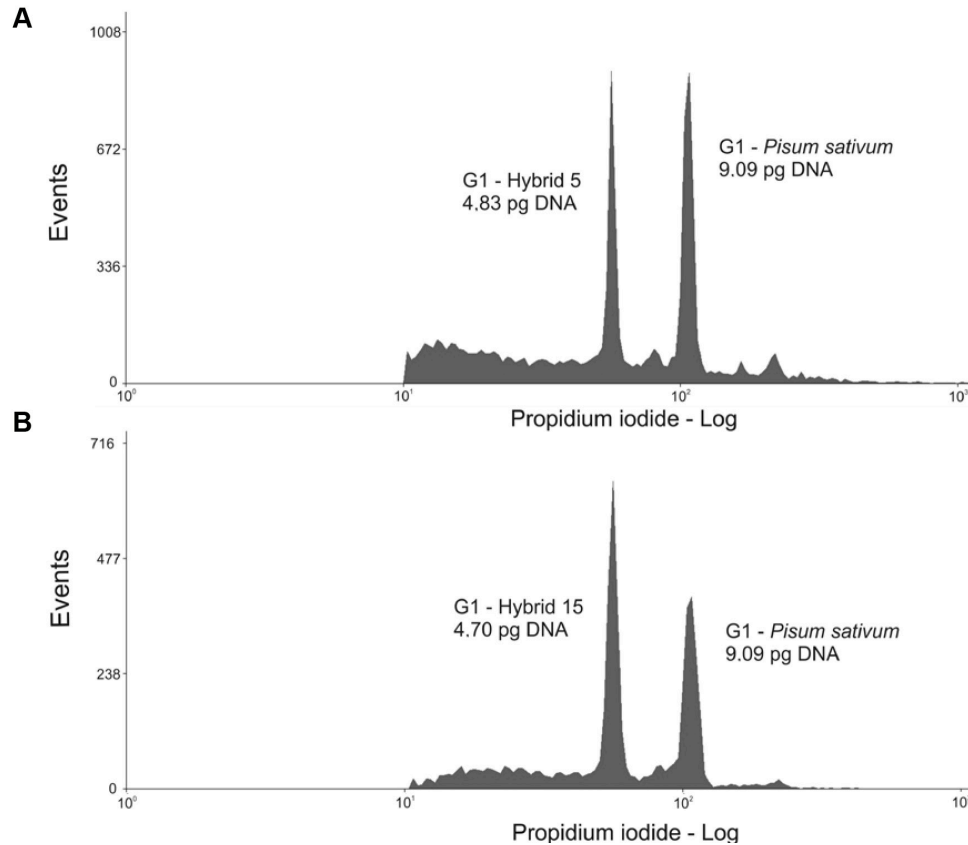 A
1008
672
336
0
Events
G1 - Hybrid 5
4.83 pg DNA
G1 - Pisum sativum
9.09 pg DNA
10⁰
10¹
10²
10³
Propidium iodide - Log
B
716
477
238
0
Events
G1 - Hybrid 15
4.70 pg DNA
G1 - Pisum sativum
9.09 pg DNA
10⁰
10¹
10²
Propidium iodide - Log